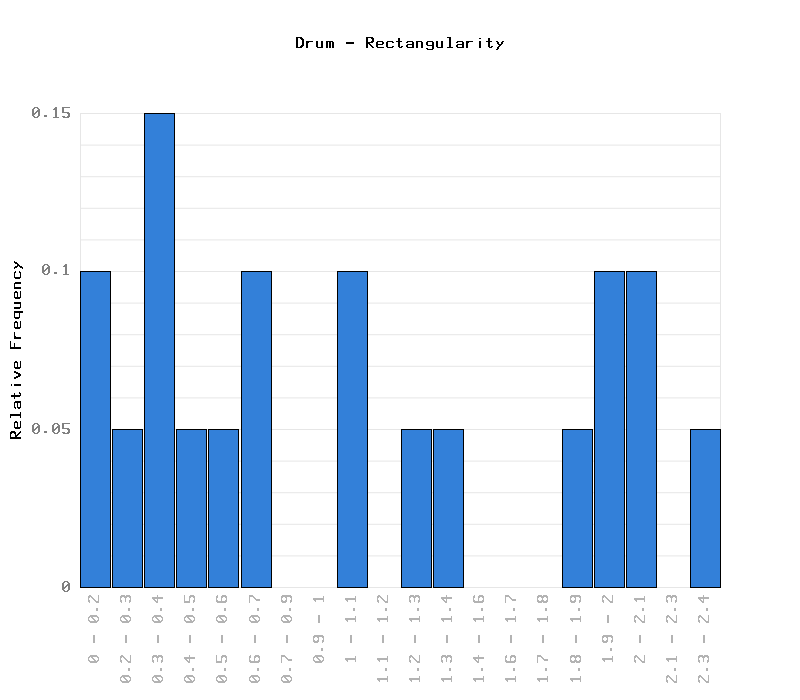 Drum - Rectangularity
0.15
0.1
0.05
0
Relative Frequency
0 - 0.2
0.2 - 0.3
0.3 - 0.4
0.4 - 0.5
0.5 - 0.6
0.6 - 0.7
0.7 - 0.9
0.9 - 1
1 - 1.1
1.1 - 1.2
1.2 - 1.3
1.3 - 1.4
1.4 - 1.6
1.6 - 1.7
1.7 - 1.8
1.8 - 1.9
1.9 - 2
2 - 2.1
2.1 - 2.3
2.3 - 2.4